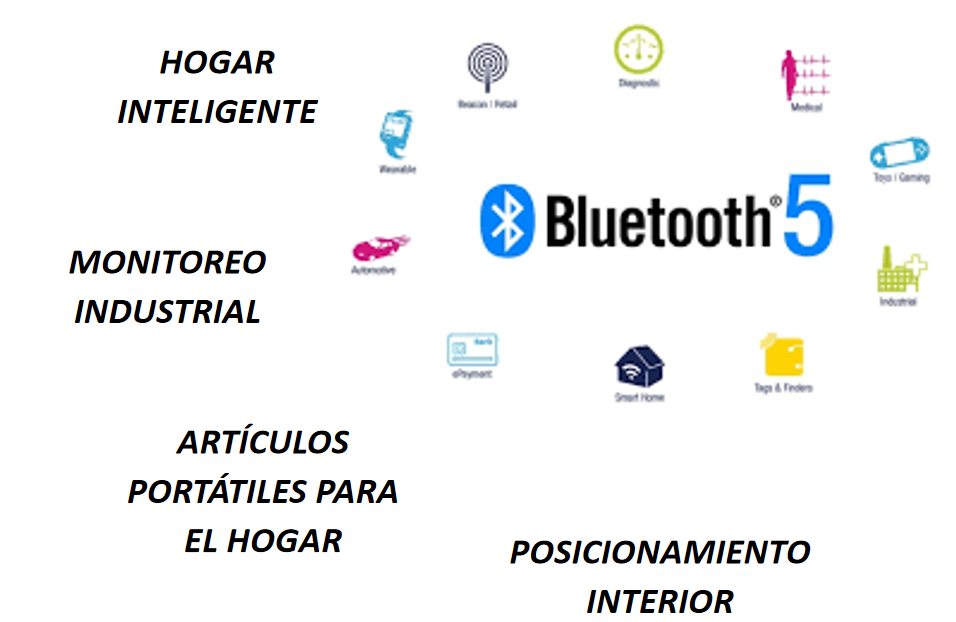 HOGAR
INTELIGENTE
MONITOREO
INDUSTRIAL
ARTÍCULOS
PORTÁTILES PARA
EL HOGAR
POSICIONAMIENTO
INTERIOR
Beacon / Retail
Diagnostic
Medical
Wearable
Toys / Gaming
Bluetooth® 5
Automotive
Industrial
ePayment
Bank
Smart Home
Tags & Finders